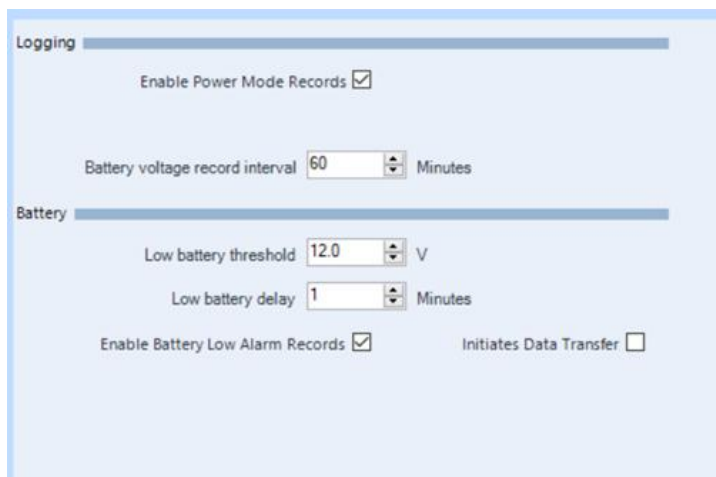 Logging
Enable Power Mode Records
Battery voltage record interval 60 Minutes
Battery
Low battery threshold 12.0 V
Low battery delay 1 Minutes
Enable Battery Low Alarm Records Initiates Data Transfer